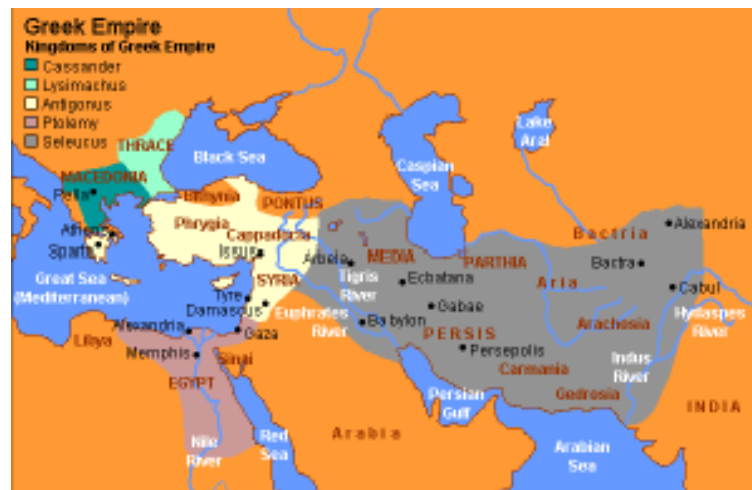 Greek Empire
Kingdoms of Greek Empire
Cassander
Lysimachus
Antigonus
Ptolemy
Seleucus
THRACE
MACEDONIA
Pella
Black Sea
Bithynia
PONTUS
Phrygia
Cappadocia
Athens
Sparta
Issus
Great Sea
(Mediterranean)
SYRIA
Tyre
Damascus
Alexandria
Gaza
Libya
Memphis
Sinai
EGYPT
Nile
River
Red
Sea
Arabia
Caspian
Sea
Lake
Aral
Arbela
MEDIA
PARTHIA
Tigris
River
Ecbatana
Euphrates
River
Babylon
Gabae
PERSIS
Persepolis
Carmania
Gedrosia
Persian
Gulf
Arabian
Sea
Bactria
Alexandria
Bactra
Aria
Cabul
Arachosia
Hydaspes
River
Indus
River
INDIA